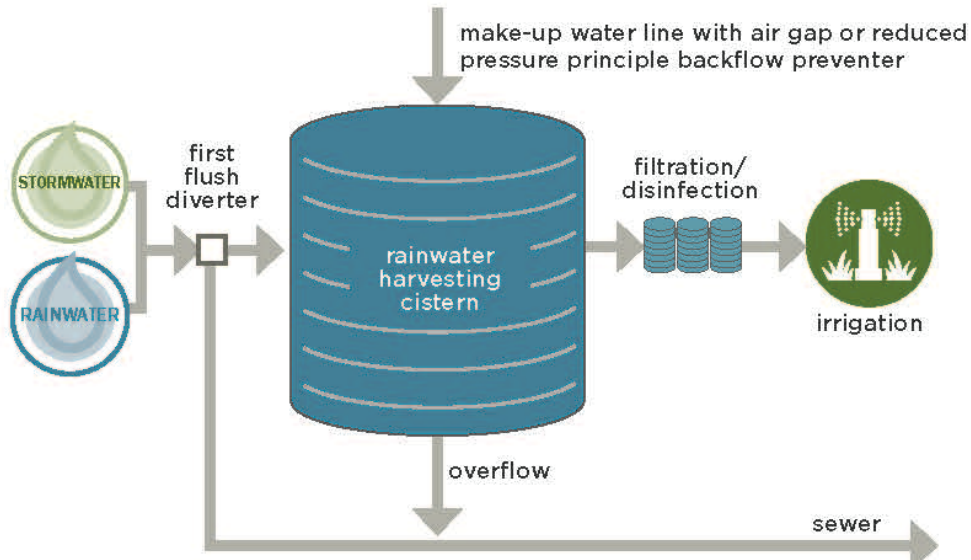 make-up water line with air gap or reduced
pressure principle backflow preventer
STORMWATER
RAINWATER
first
flush
diverter
rainwater
harvesting
cistern
filtration/
disinfection
irrigation
overflow
sewer